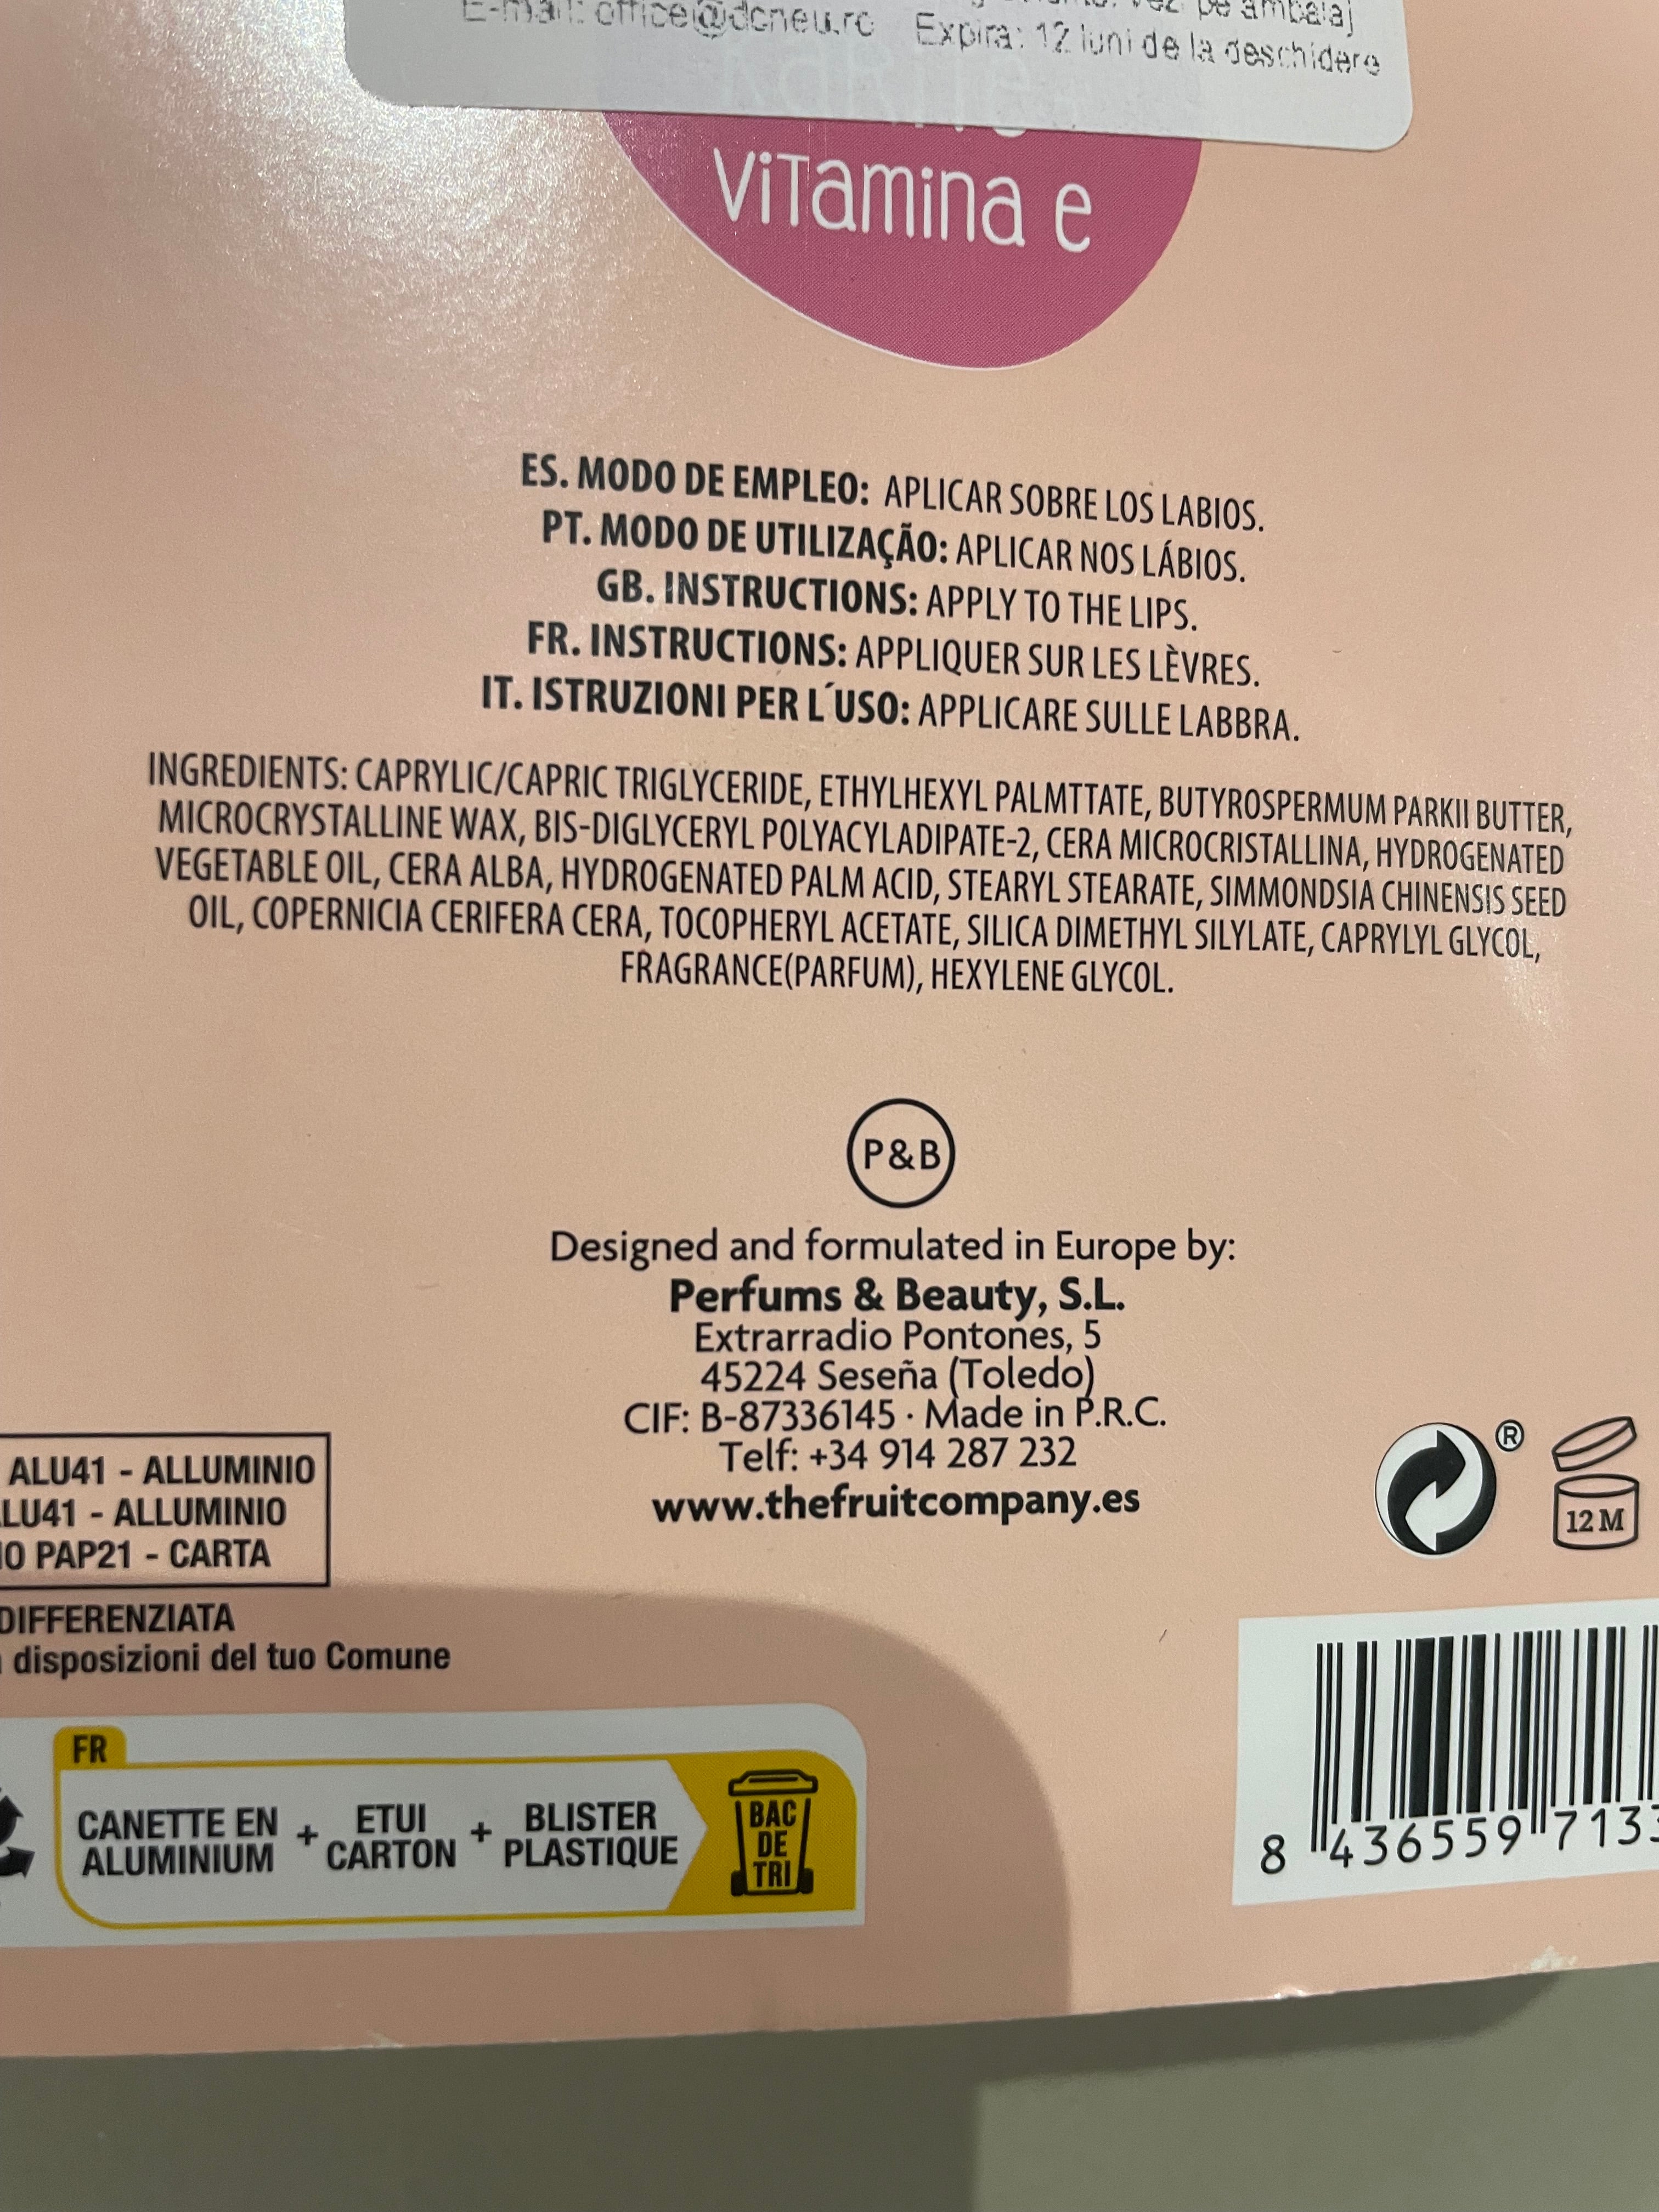 E-mail: office@dcneu.ro
vezi pe ambalaj
Expira: 12 luni de la deschidere
ViTamina e
ES. MODO DE EMPLEO: APLICAR SOBRE LOS LABIOS.
PT. MODO DE UTILIZAÇÃO: APLICAR NOS LÁBIOS.
GB. INSTRUCTIONS: APPLY TO THE LIPS.
FR. INSTRUCTIONS: APPLIQUER SUR LES LÈVRES.
IT. ISTRUZIONI PER L´USO: APPLICARE SULLE LABBRA.
INGREDIENTS: CAPRYLIC/CAPRIC TRIGLYCERIDE, ETHYLHEXYL PALMTTATE, BUTYROSPERMUM PARKII BUTTER,
MICROCRYSTALLINE WAX, BIS-DIGLYCERYL POLYACYLADIPATE-2, CERA MICROCRISTALLINA, HYDROGENATED
VEGETABLE OIL, CERA ALBA, HYDROGENATED PALM ACID, STEARYL STEARATE, SIMMONDSIA CHINENSIS SEED
OIL, COPERNICIA CERIFERA CERA, TOCOPHERYL ACETATE, SILICA DIMETHYL SILYLATE, CAPRYLYL GLYCOL,
FRAGRANCE(PARFUM), HEXYLENE GLYCOL.
P&B
Designed and formulated in Europe by:
Perfums & Beauty, S.L.
Extrarradio Pontones, 5
45224 Seseña (Toledo)
CIF: B-87336145 · Made in P.R.C.
Telf: +34 914 287 232
www.thefruitcompany.es
®
12 M
ALU41 - ALLUMINIO
ALU41 - ALLUMINIO
PAP21 - CARTA
DIFFERENZIATA
disposizioni del tuo Comune
FR
CANETTE EN ALUMINIUM + ETUI CARTON + BLISTER PLASTIQUE
BAC
DE
TRI
8 436559 7133